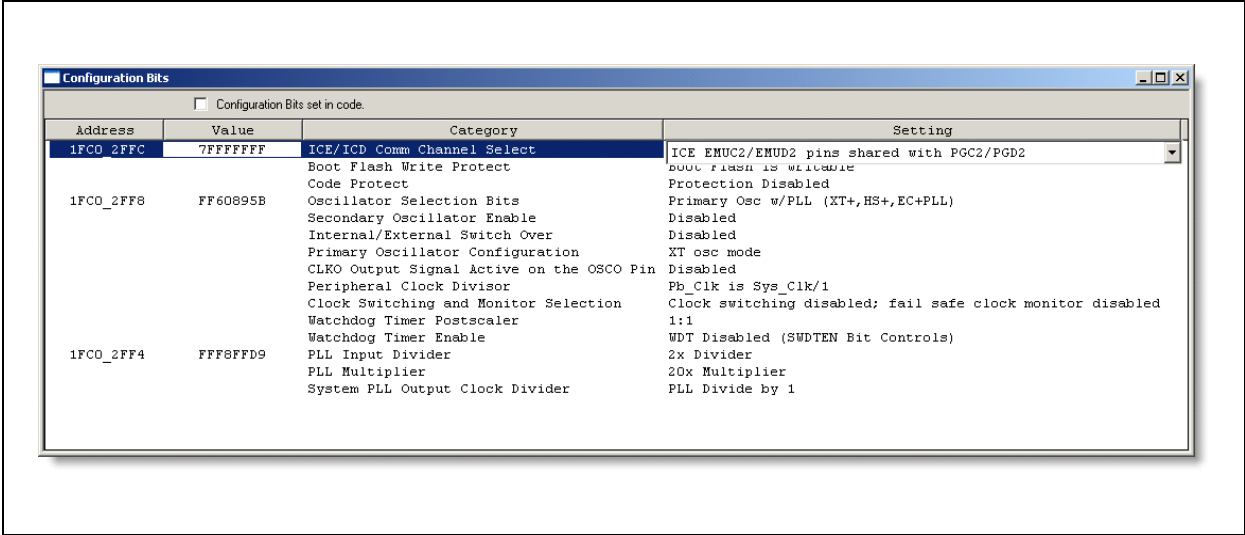 Configuration Bits
Configuration Bits set in code.
Address Value Category Setting
1FC0_2FFC 7FFFFFFF ICE/ICD Comm Channel Select ICE EMUC2/EMUD2 pins shared with PGC2/PGD2
Boot Flash Write Protect Boot Flash is writable
Code Protect Protection Disabled
1FC0_2FF8 FF60895B Oscillator Selection Bits Primary Osc w/PLL (XT+,HS+,EC+PLL)
Secondary Oscillator Enable Disabled
Internal/External Switch Over Disabled
Primary Oscillator Configuration XT osc mode
CLKO Output Signal Active on the OSCO Pin Disabled
Peripheral Clock Divisor Pb_Clk is Sys_Clk/1
Clock Switching and Monitor Selection Clock switching disabled; fail safe clock monitor disabled
Watchdog Timer Postscaler 1:1
Watchdog Timer Enable WDT Disabled (SWDTEN Bit Controls)
1FC0_2FF4 FFF8FFD9 PLL Input Divider 2x Divider
PLL Multiplier 20x Multiplier
System PLL Output Clock Divider PLL Divide by 1